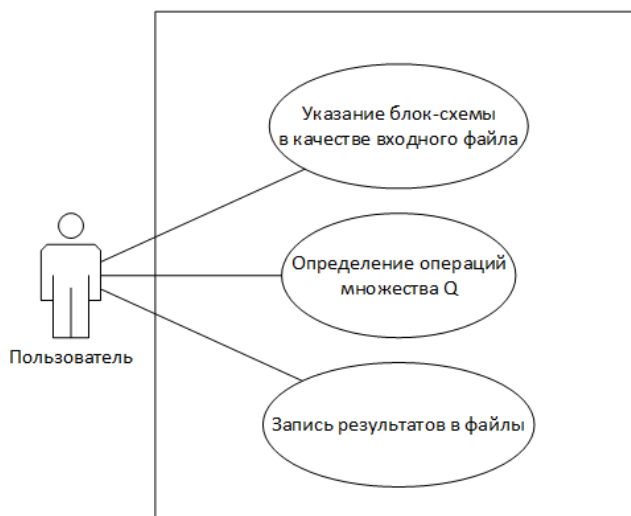 Указание блок-схемы
в качестве входного файла
Определение операций
множества Q
Пользователь
Запись результатов в файлы